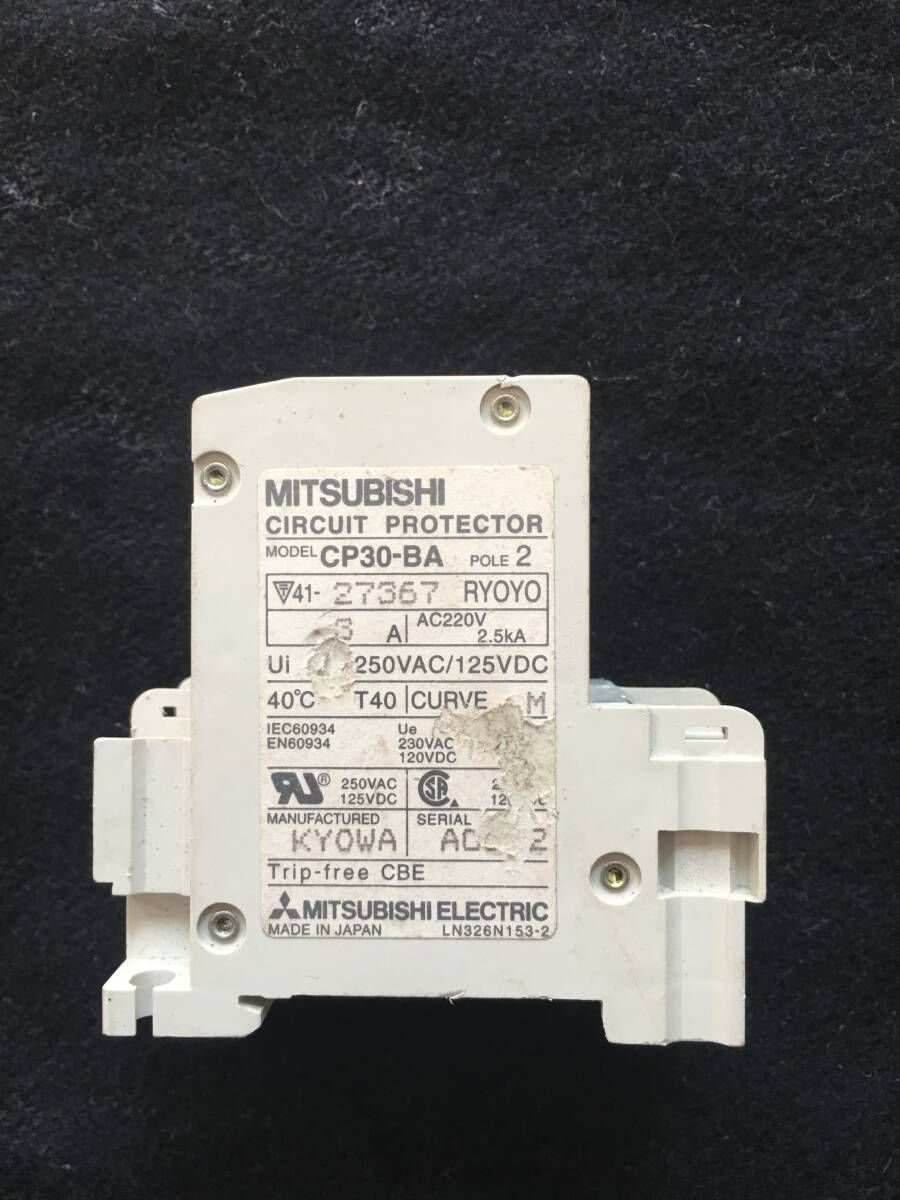 MITSUBISHI
CIRCUIT PROTECTOR
MODEL CP30-BA POLE 2
41- 27367 RYOYO
A AC220V
2.5kA
Ui 250VAC/125VDC
40℃ T40 CURVE M
IEC60934 Ue
EN60934 230VAC
120VDC
RU® 250VAC
125VDC
SA
MANUFACTURED SERIAL
KYOWA
Trip-free CBE
MITSUBISHI ELECTRIC
MADE IN JAPAN LN326N153-2